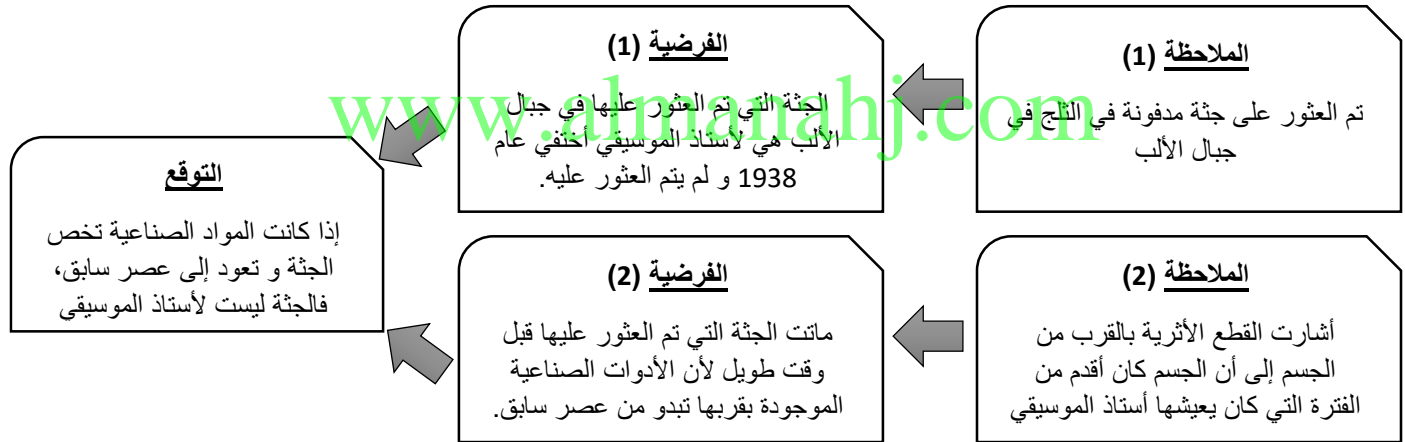 الملاحظة (1)
تم العثور على جثة مدفونة في الثلج في
جبال الألب
الفرضية (1)
الجثة التي تم العثور عليها في جبال
الألب هي لأستاذ الموسيقي أختفي عام
1938 و لم يتم العثور عليه.
www.almanahj.com
الملاحظة (2)
أشارت القطع الأثرية بالقرب من
الجسم إلى أن الجسم كان أقدم من
الفترة التي كان يعيشها أستاذ الموسيقي
الفرضية (2)
ماتت الجثة التي تم العثور عليها قبل
وقت طويل لأن الأدوات الصناعية
الموجودة بقربها تبدو من عصر سابق.
التوقع
إذا كانت المواد الصناعية تخص
الجثة و تعود إلى عصر سابق،
فالجثة ليست لأستاذ الموسيقي